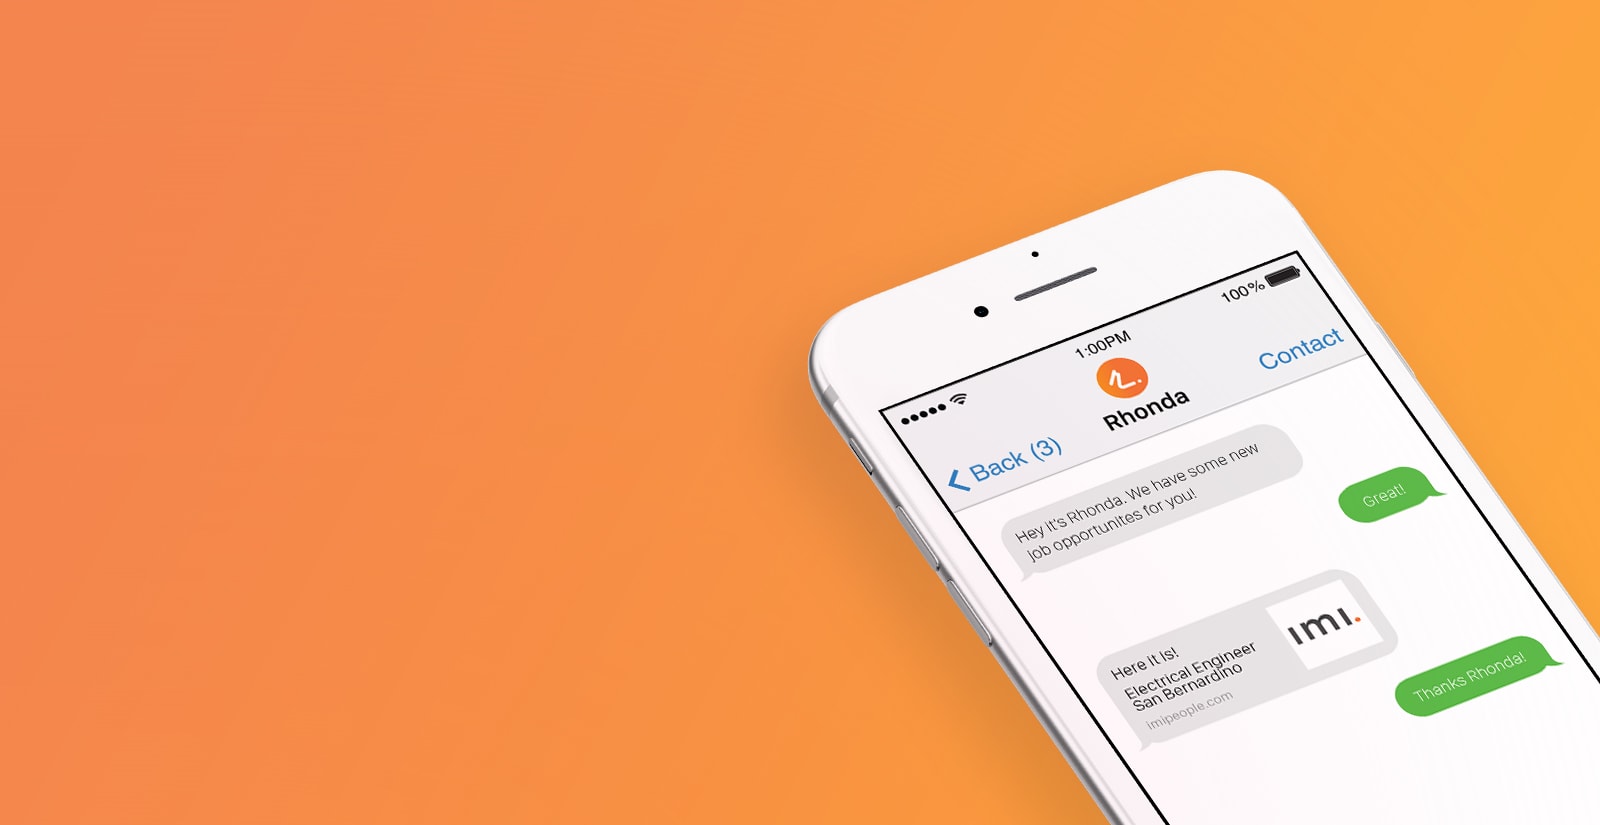 1:00PM
100%
Back (3)
Rhonda
Contact
Hey it's Rhonda. We have some new
job opportunites for you!
Great!
Here it is!
Electrical Engineer
San Bernardino
imipeople.com
ımı.
Thanks Rhonda!